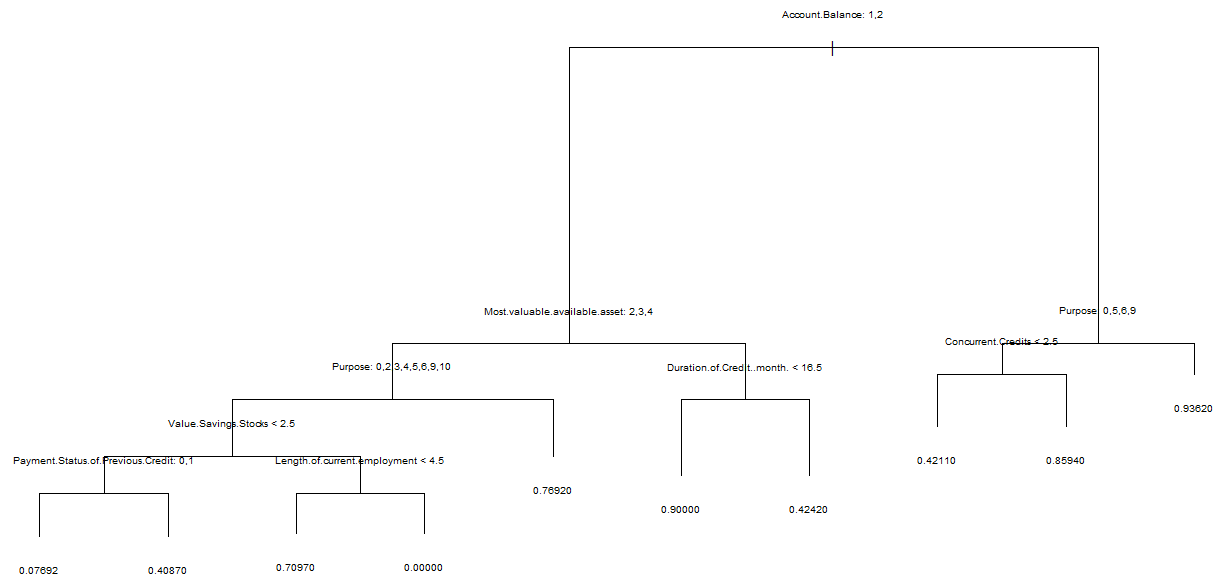 Account.Balance: 1,2
Most.valuable.available.asset: 2,3,4
Purpose: 0,5,6,9
Concurrent.Credits < 2.5
Purpose: 0,2,3,4,5,6,9,10
Duration.of.Credit..month. < 16.5
0.93620
Value.Savings.Stocks < 2.5
Payment.Status.of.Previous.Credit: 0,1
Length.of.current.employment < 4.5
0.42110
0.85940
0.76920
0.90000
0.42420
0.07692
0.40870
0.70970
0.00000